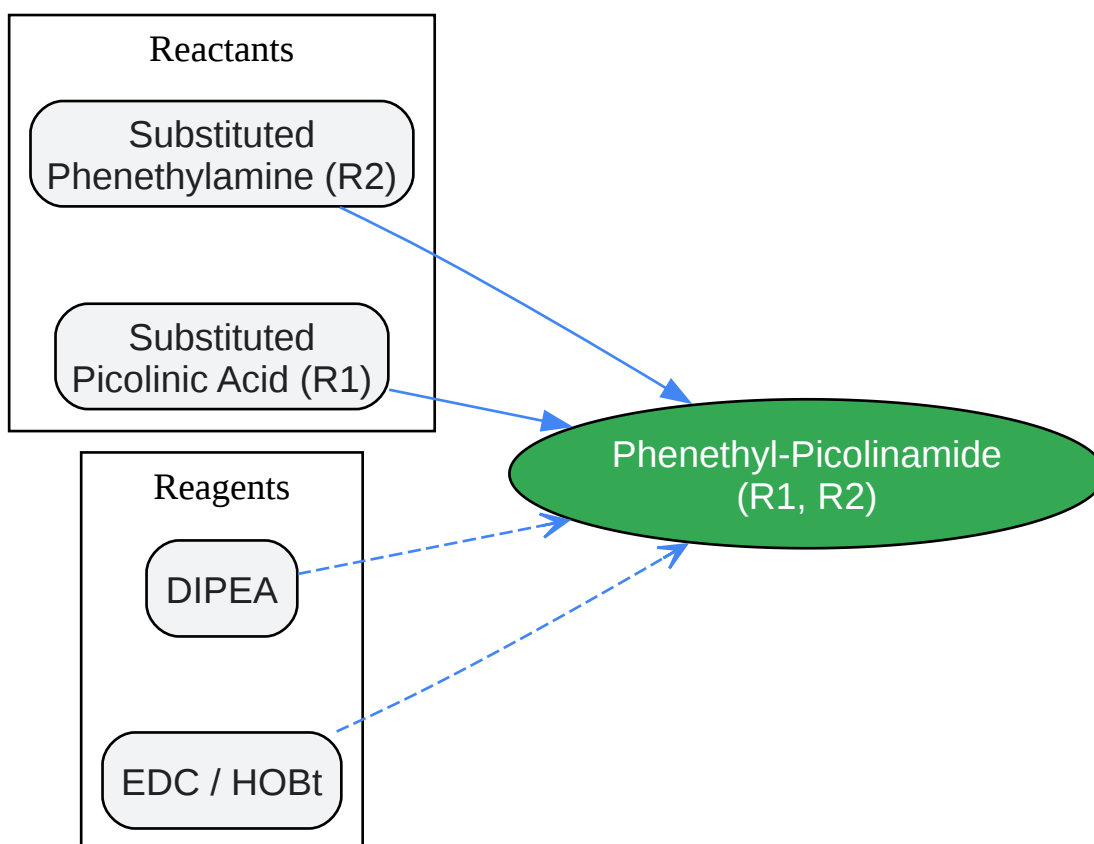 Reactants
Substituted
Phenethylamine (R2)
Substituted
Picolinic Acid (R1)
Phenethyl-Picolinamide
(R1, R2)
Reagents
DIPEA
EDC / HOBt